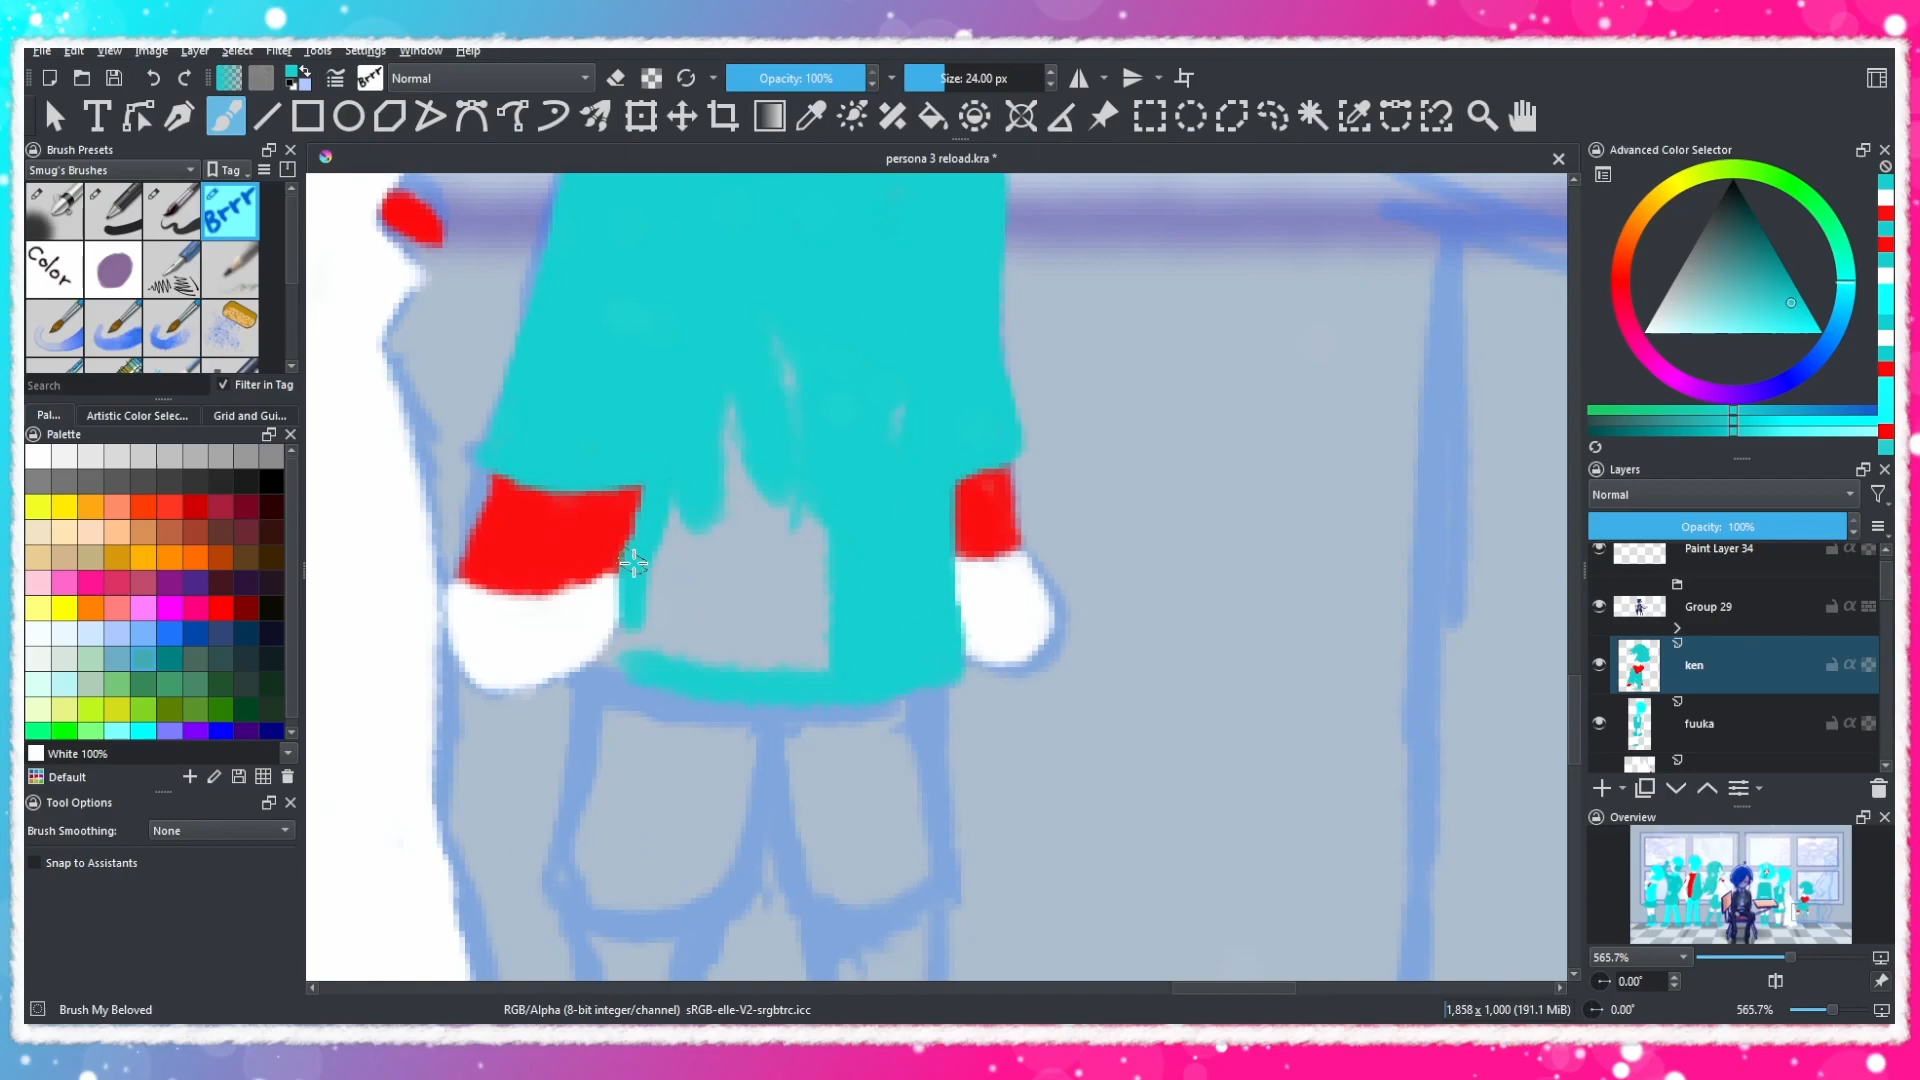 File Edit View Image Layer Select Filter Tools Settings Window Help
Brrr Normal Opacity: 100% Size: 24.00 px
Brush Presets
Smug's Brushes Tag
Brrr
Color
Search Filter in Tag
Pal... Artistic Color Selec... Grid and Gui...
Palette
White 100%
Default
Tool Options
Brush Smoothing: None
Snap to Assistants
persona 3 reload.kra *
Advanced Color Selector
Layers
Normal
Opacity: 100%
Paint Layer 34
Group 29
ken
fuuka
Overview
565.7%
0.00°
Brush My Beloved RGB/Alpha (8-bit integer/channel) sRGB-elle-V2-srgbtrc.icc 1,858 x 1,000 (191.1 MiB) 0.00° 565.7%